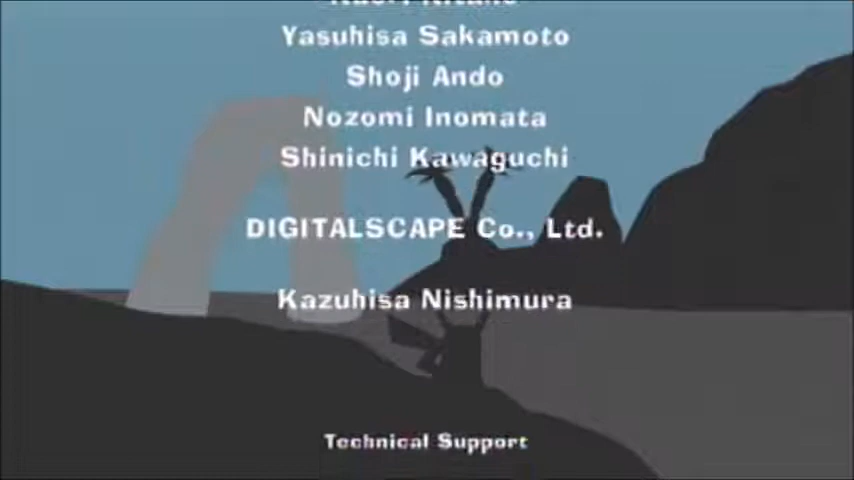 Yasuhisa Sakamoto
Shoji Ando
Nozomi Inomata
Shinichi Kawaguchi
DIGITALSCAPE Co., Ltd.
Kazuhisa Nishimura
Technical Support